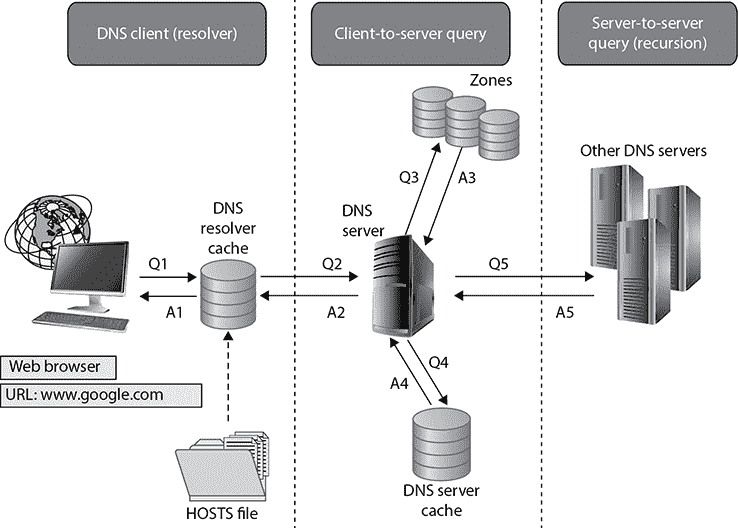 DNS client (resolver)
Client-to-server query
Server-to-server
query (recursion)
Zones
Other DNS servers
Q3
A3
DNS
resolver
cache
DNS
server
Q1
Q2
Q5
A1
A2
A5
Q4
A4
Web browser
URL: www.google.com
HOSTS file
DNS server
cache